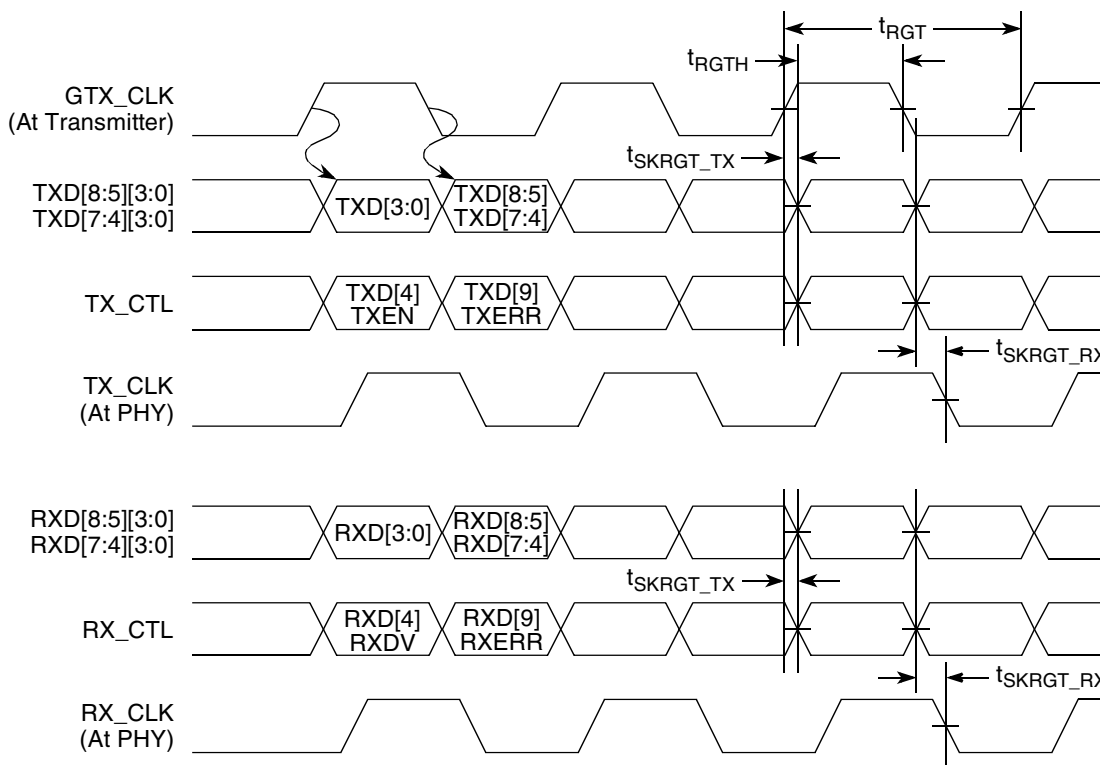 tRGT
tRGTH
GTX_CLK
(At Transmitter)
tSKRGT_TX
TXD[8:5][3:0]
TXD[7:4][3:0]
TXD[3:0]
TXD[8:5]
TXD[7:4]
TX_CTL
TXD[4]
TXEN
TXD[9]
TXERR
tSKRGT_RX
TX_CLK
(At PHY)
RXD[8:5][3:0]
RXD[7:4][3:0]
RXD[3:0]
RXD[8:5]
RXD[7:4]
tSKRGT_TX
RX_CTL
RXD[4]
RXDV
RXD[9]
RXERR
tSKRGT_RX
RX_CLK
(At PHY)